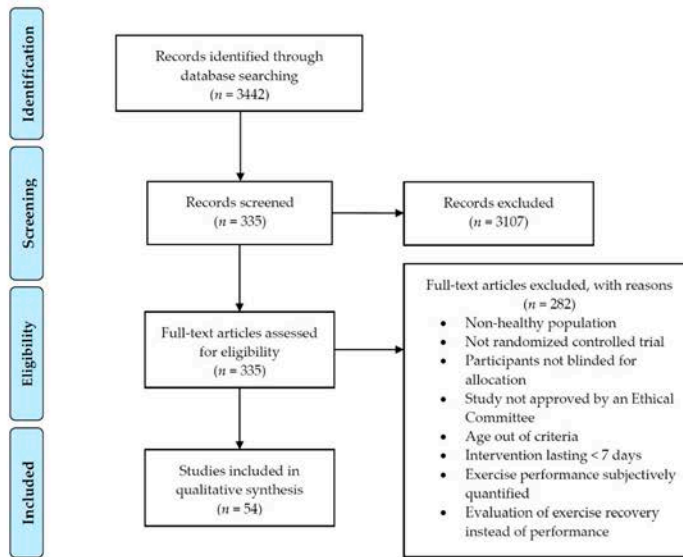 Identification
Records identified through
database searching
(n = 3442)
Screening
Records screened
(n = 335)
Records excluded
(n = 3107)
Eligibility
Full-text articles assessed
for eligibility
(n = 335)
Full-text articles excluded, with reasons
(n = 282)
• Non-healthy population
• Not randomized controlled trial
• Participants not blinded for
allocation
• Study not approved by an Ethical
Committee
• Age out of criteria
• Intervention lasting < 7 days
• Exercise performance subjectively
quantified
• Evaluation of exercise recovery
instead of performance
Included
Studies included in
qualitative synthesis
(n = 54)